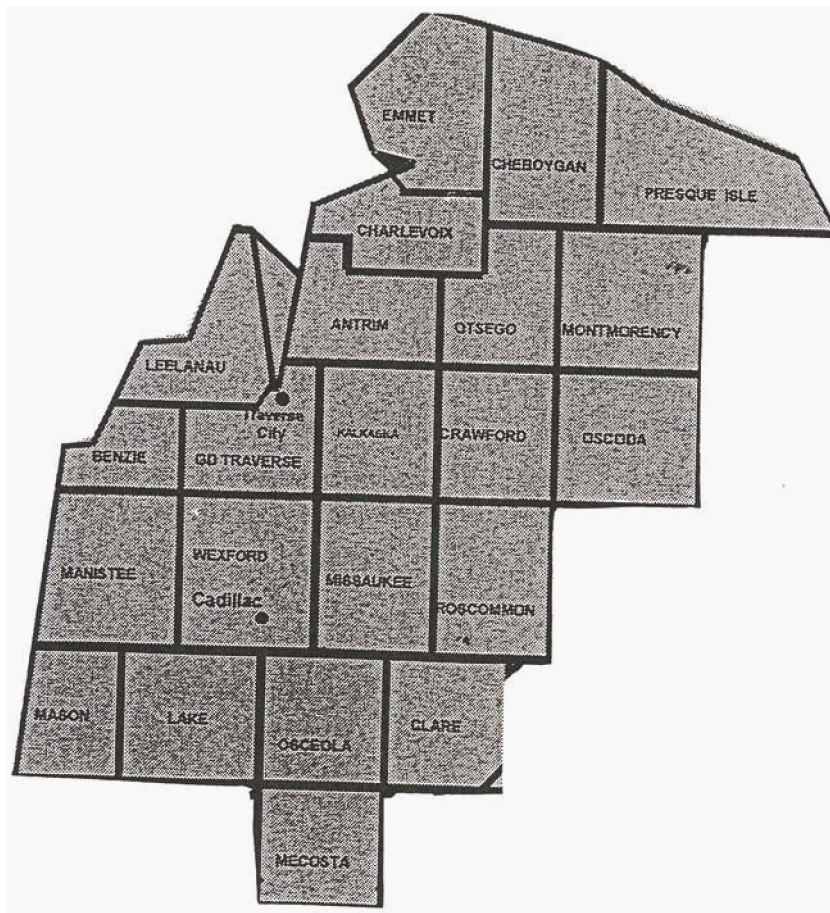 EMMET
CHEBOYGAN
PRESQUE ISLE
CHARLEVOIX
ANTRIM
OTSEGO
MONTMORENCY
LEELANAU
Traverse
City
KALKASKA
CRAWFORD
OSCODA
BENZIE
GD TRAVERSE
MANISTEE
WEXFORD
MISSAUKEE
Cadillac
ROSCOMMON
MASON
LAKE
OSCEOLA
CLARE
MECOSTA